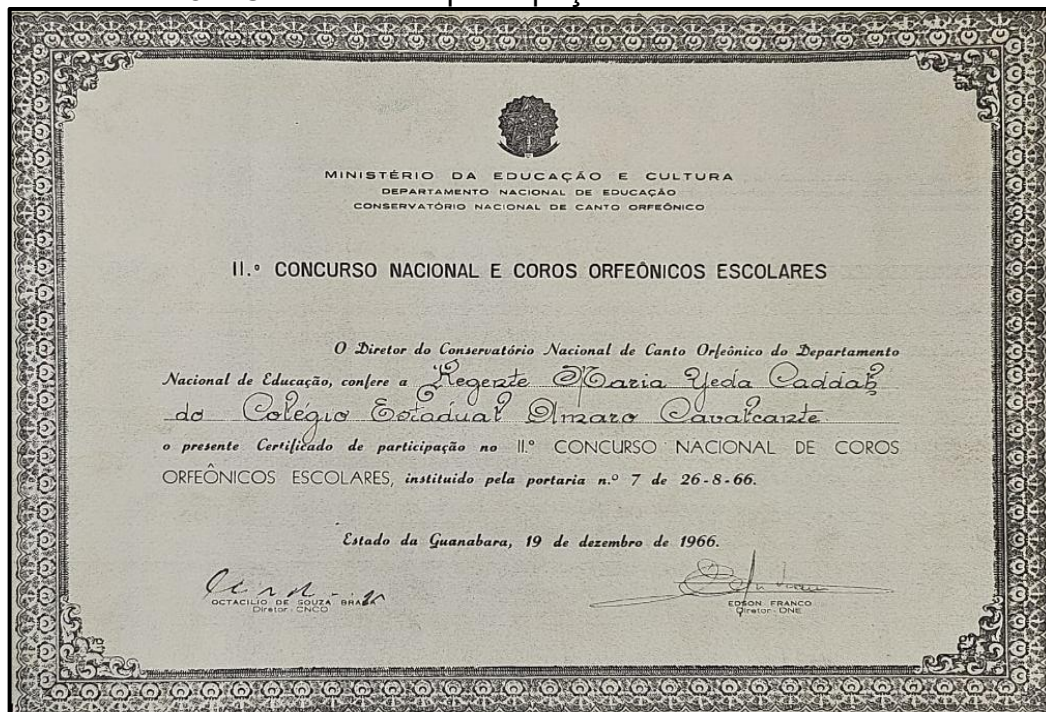 MINISTÉRIO DA EDUCAÇÃO E CULTURA
DEPARTAMENTO NACIONAL DE EDUCAÇÃO
CONSERVATÓRIO NACIONAL DE CANTO ORFEÔNICO
II.º CONCURSO NACIONAL E COROS ORFEÔNICOS ESCOLARES
O Diretor do Conservatório Nacional de Canto Orfeônico do Departamento
Nacional de Educação, confere a Regente Maria Yeda Caddah
do Colégio Estadual Amaro Cavalcante
o presente Certificado de participação no II.º CONCURSO NACIONAL DE COROS
ORFEÔNICOS ESCOLARES, instituido pela portaria n.º 7 de 26-8-66.
Estado da Guanabara, 19 de dezembro de 1966.
OCTACILIO DE SOUZA BRAGA
Diretor - CNCO
EDSON FRANCO
Diretor - DNE